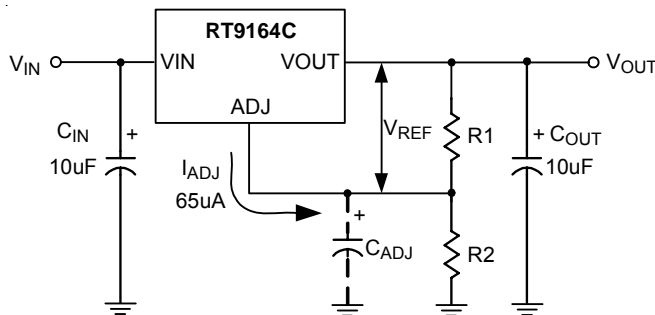 RT9164C
VIN
VIN
VOUT
VOUT
ADJ
CIN
+
10uF
IADJ
65uA
VREF
R1
+
COUT
10uF
+
CADJ
R2